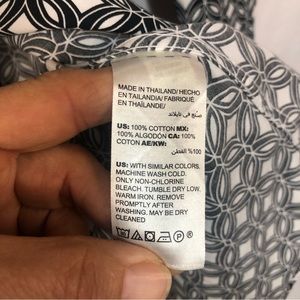 MADE IN THAILAND/ HECHO
EN TAILANDIA/ FABRIQUÉ
EN THAÏLANDE/
صنع في تايلاند
US: 100% COTTON MX:
100% ALGODÓN CA: 100%
COTON AE/KW:
100% القطن
US: WITH SIMILAR COLORS.
MACHINE WASH COLD.
ONLY NON-CHLORINE
BLEACH. TUMBLE DRY LOW.
WARM IRON. REMOVE
PROMPTLY AFTER
WASHING. MAY BE DRY
CLEANED